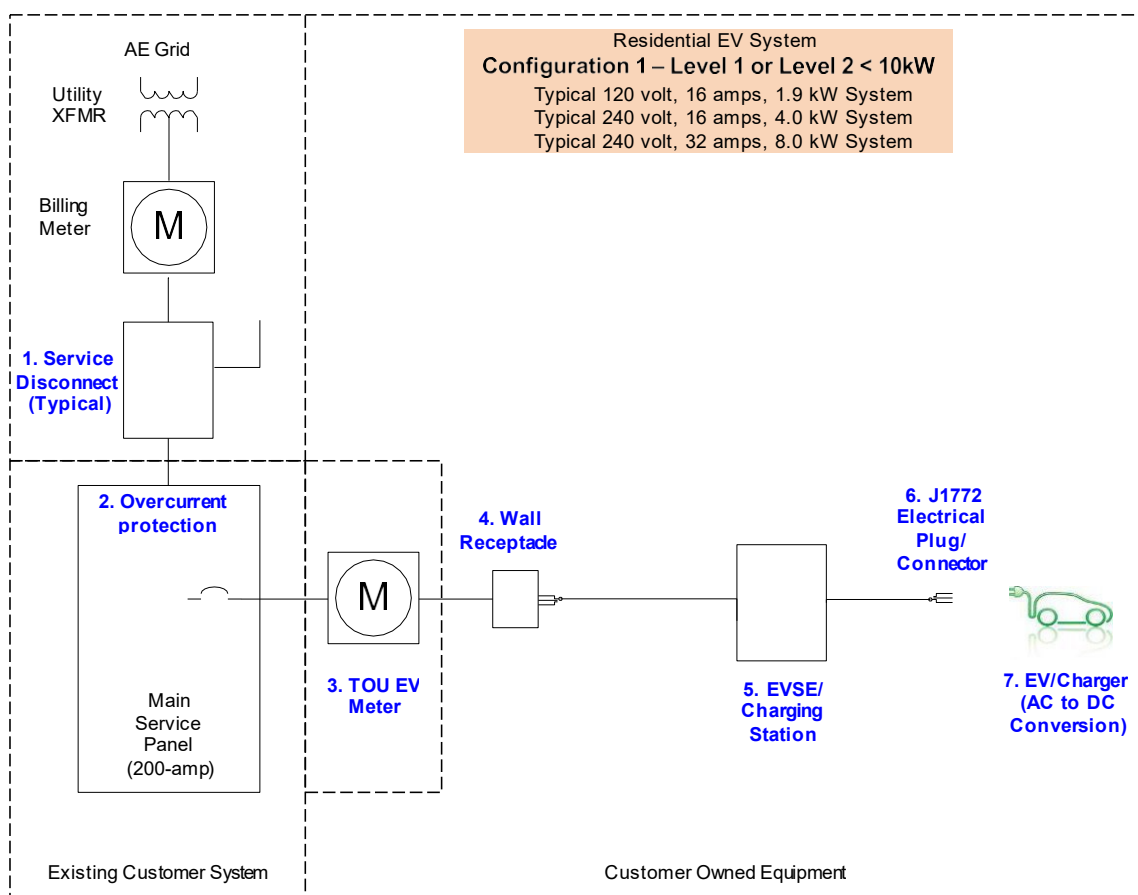 AE Grid
Utility
XFMR
Billing
Meter
M
1. Service
Disconnect
(Typical)
Residential EV System
Configuration 1 – Level 1 or Level 2 < 10kW
Typical 120 volt, 16 amps, 1.9 kW System
Typical 240 volt, 16 amps, 4.0 kW System
Typical 240 volt, 32 amps, 8.0 kW System
2. Overcurrent
protection
Main
Service
Panel
(200-amp)
M
3. TOU EV
Meter
4. Wall
Receptacle
5. EVSE/
Charging
Station
6. J1772
Electrical
Plug/
Connector
7. EV/Charger
(AC to DC
Conversion)
Existing Customer System
Customer Owned Equipment